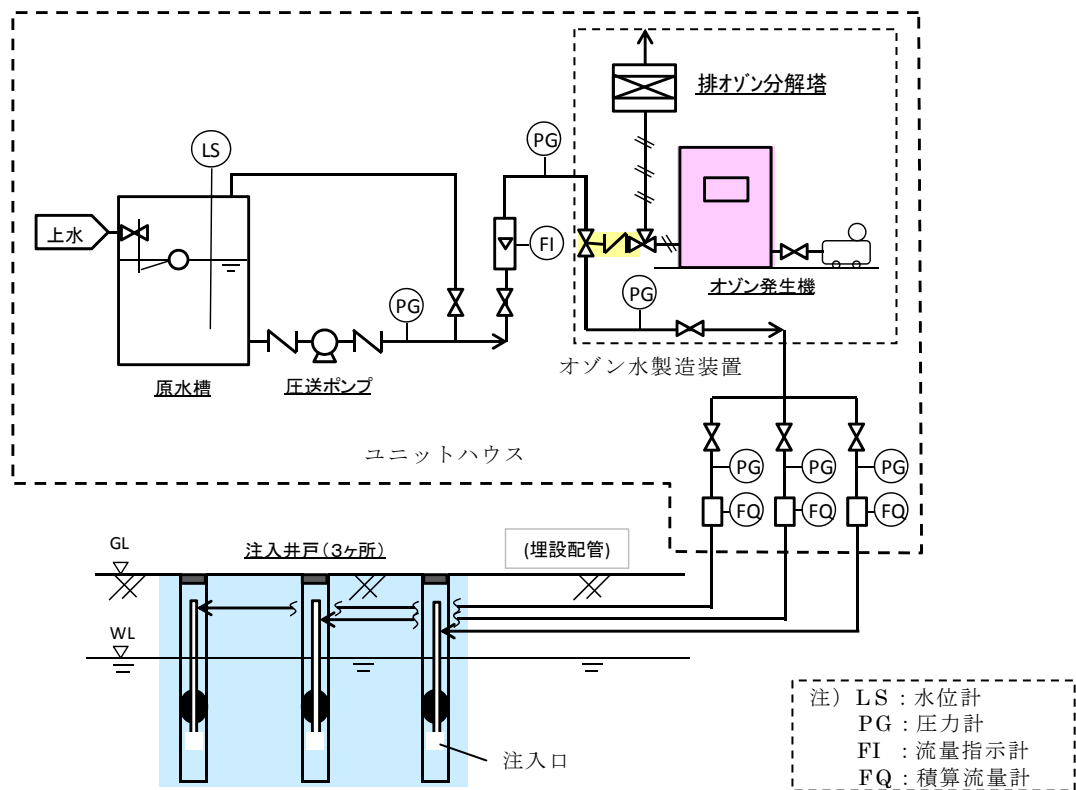 排オゾン分解塔
PG
LS
上水
FI
PG
PG
オゾン発生機
オゾン水製造装置
原水槽
圧送ポンプ
ユニットハウス
PG
PG
PG
FQ
FQ
FQ
GL
注入井戸(3ヶ所)
(埋設配管)
WL
注入口
注) LS:水位計
PG:圧力計
FI:流量指示計
FQ:積算流量計